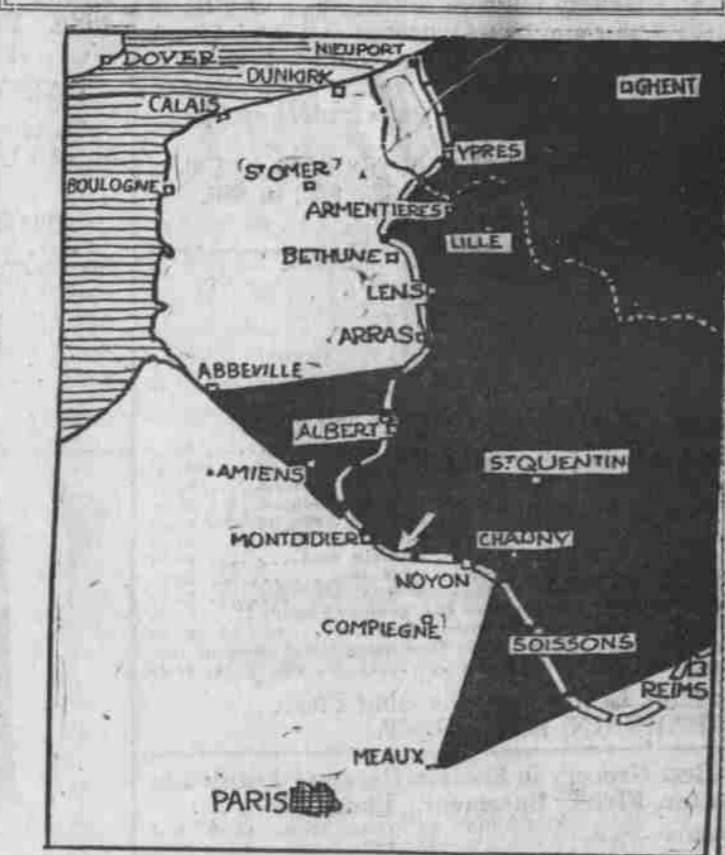 DOVER
NIEUPORT
DUNKIRK
GHENT
CALAIS
YPRES
(ST OMER)
BOULOGNE
ARMENTIERES
LILLE
BETHUNE
LENS
ARRAS
ABBEVILLE
ALBERT
AMIENS
ST QUENTIN
MONTDIDIER
CHAUNY
NOYON
COMPIEGNE
SOISSONS
REIMS
MEAUX
PARIS